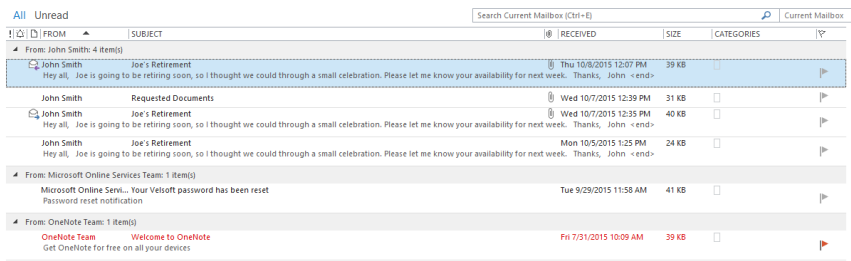 All Unread
Search Current Mailbox (Ctrl+E) Current Mailbox
! FROM SUBJECT RECEIVED SIZE CATEGORIES
From: John Smith: 4 item(s)
John Smith Joe's Retirement Thu 10/8/2015 12:07 PM 39 KB
Hey all, Joe is going to be retiring soon, so I thought we could through a small celebration. Please let me know your availability for next week. Thanks, John <end>
John Smith Requested Documents Wed 10/7/2015 12:39 PM 31 KB
John Smith Joe's Retirement Wed 10/7/2015 12:35 PM 40 KB
Hey all, Joe is going to be retiring soon, so I thought we could through a small celebration. Please let me know your availability for next week. Thanks, John <end>
John Smith Joe's Retirement Mon 10/5/2015 1:25 PM 24 KB
Hey all, Joe is going to be retiring soon, so I thought we could through a small celebration. Please let me know your availability for next week. Thanks, John <end>
From: Microsoft Online Services Team: 1 item(s)
Microsoft Online Servi... Your Velsoft password has been reset Tue 9/29/2015 11:58 AM 41 KB
Password reset notification
From: OneNote Team: 1 item(s)
OneNote Team Welcome to OneNote Fri 7/31/2015 10:09 AM 39 KB
Get OneNote for free on all your devices